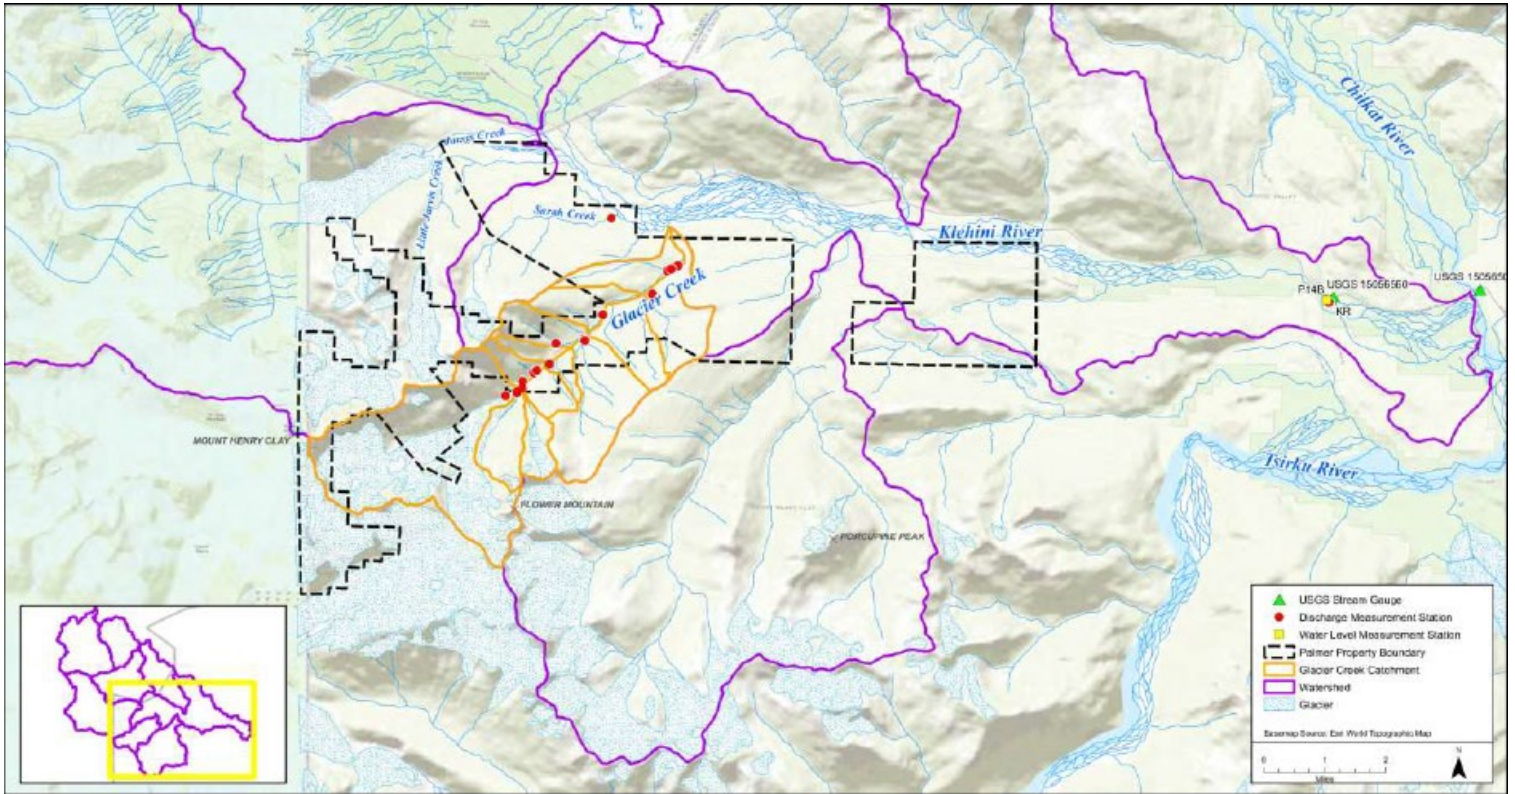 Jarvis Creek
Little Jarvis Creek
Sarah Creek
Glacier Creek
Klehini River
Chilkat River
P14B
USGS 15056560
KR
USGS 1505650
MOUNT HENRY CLAY
FLOWER MOUNTAIN
PORCUPINE PEAK
Tsirku River
USGS Stream Gauge
Discharge Measurement Station
Water Level Measurement Station
Palmer Property Boundary
Glacier Creek Catchment
Watershed
Glacier
Basemap Source: Esri World Topographic Map
0 1 2
Miles
N